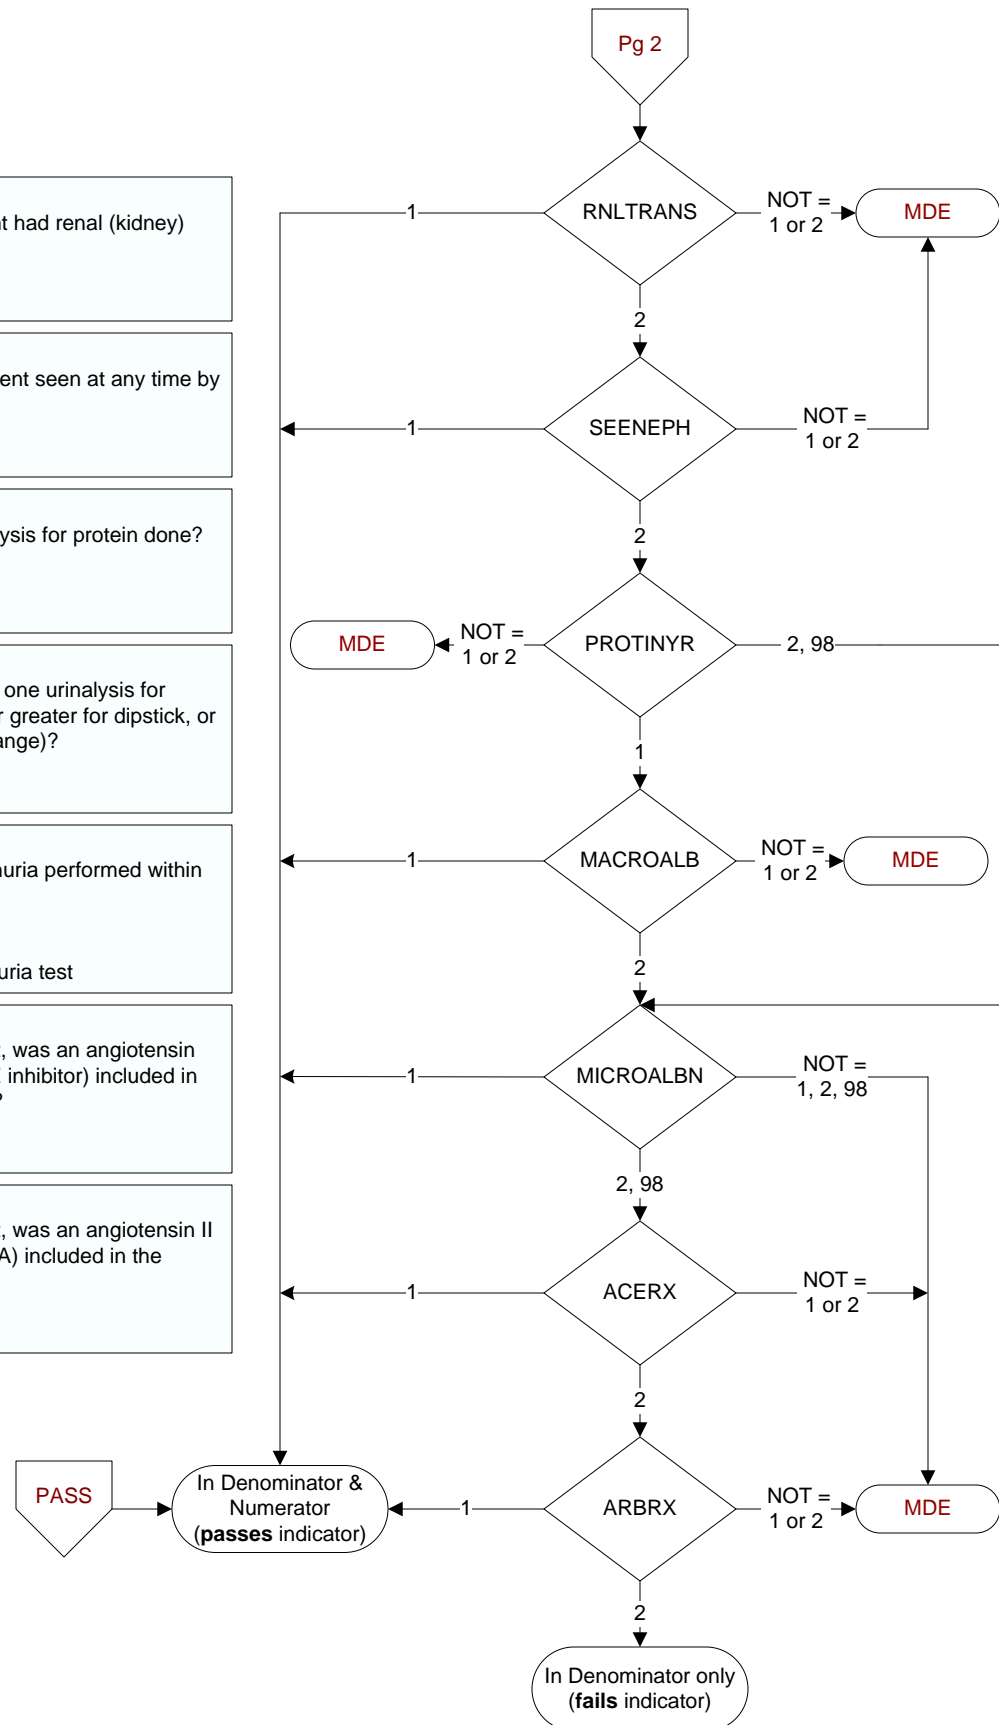 Pg 2
RNLTRANS
1
NOT =
1 or 2
MDE
2
SEENEPH
1
NOT =
1 or 2
2
PROTINYR
NOT =
1 or 2
MDE
2, 98
1
MACROALB
1
NOT =
1 or 2
MDE
2
MICROALBN
1
NOT =
1, 2, 98
2, 98
ACERX
1
NOT =
1 or 2
2
ARBRX
1
NOT =
1 or 2
MDE
2
PASS
In Denominator &
Numerator
(passes indicator)
In Denominator only
(fails indicator)
t had renal (kidney)
ent seen at any time by
ysis for protein done?
one urinalysis for
r greater for dipstick, or
ange)?
nuria performed within
uria test
, was an angiotensin
inhibitor) included in
?
, was an angiotensin II
A) included in the